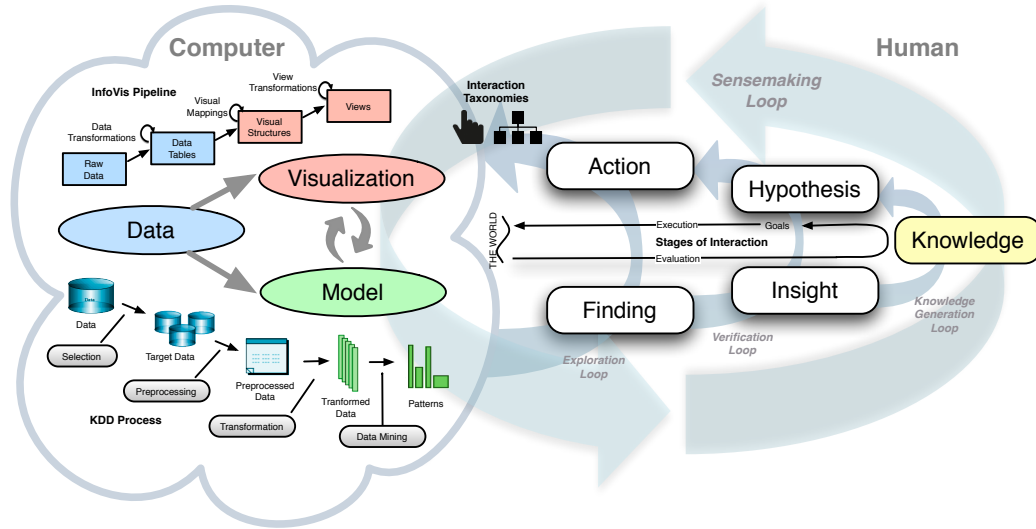 Computer
Human
InfoVis Pipeline
View
Transformations
Visual
Mappings
Data
Transformations
Raw
Data
Data
Tables
Visual
Structures
Views
Interaction
Taxonomies
Sensemaking
Loop
Visualization
Data
Model
Action
Hypothesis
Knowledge
THE WORLD
Execution
Goals
Stages of Interaction
Evaluation
Finding
Insight
Exploration
Loop
Verification
Loop
Knowledge
Generation
Loop
Data
Data
Selection
Target Data
Preprocessing
Preprocessed
Data
Transformation
Tranformed
Data
Data Mining
Patterns
KDD Process